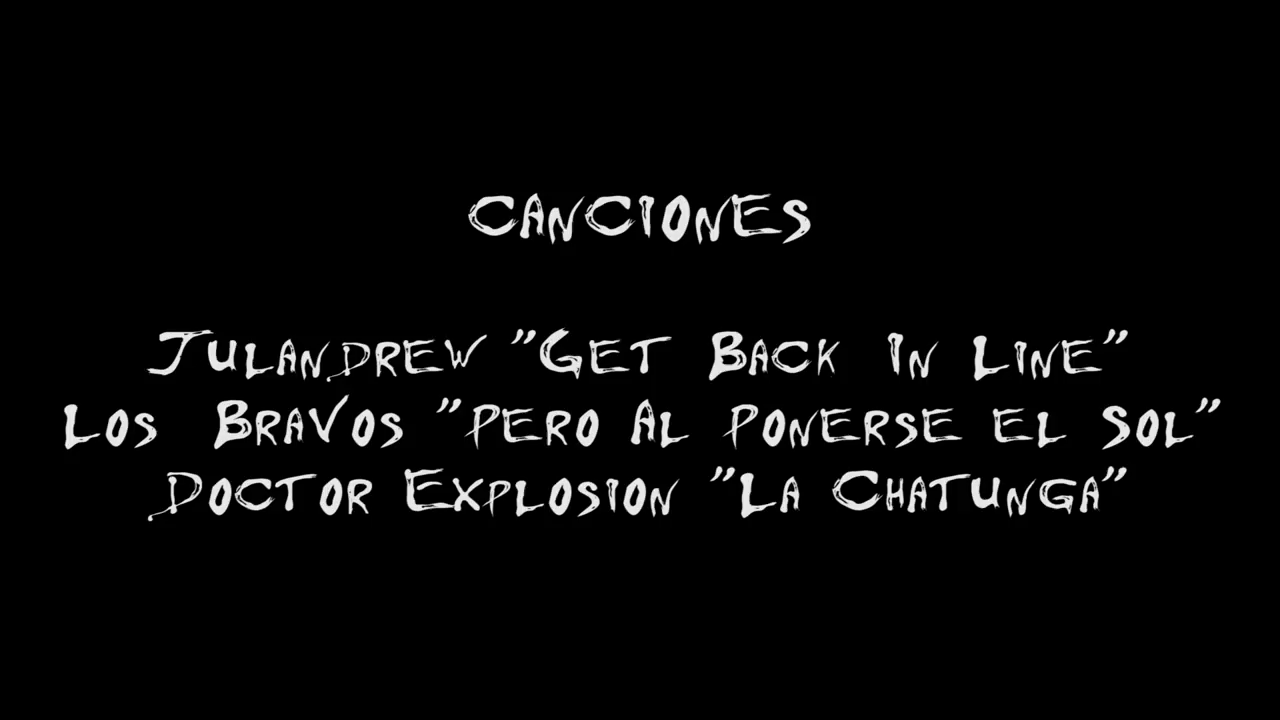 CANCIONES
JULANDREW "GET BACK IN LINE"
LOS BRAVOS "PERO AL PONERSE EL SOL"
DOCTOR EXPLOSION "LA CHATUNGA"